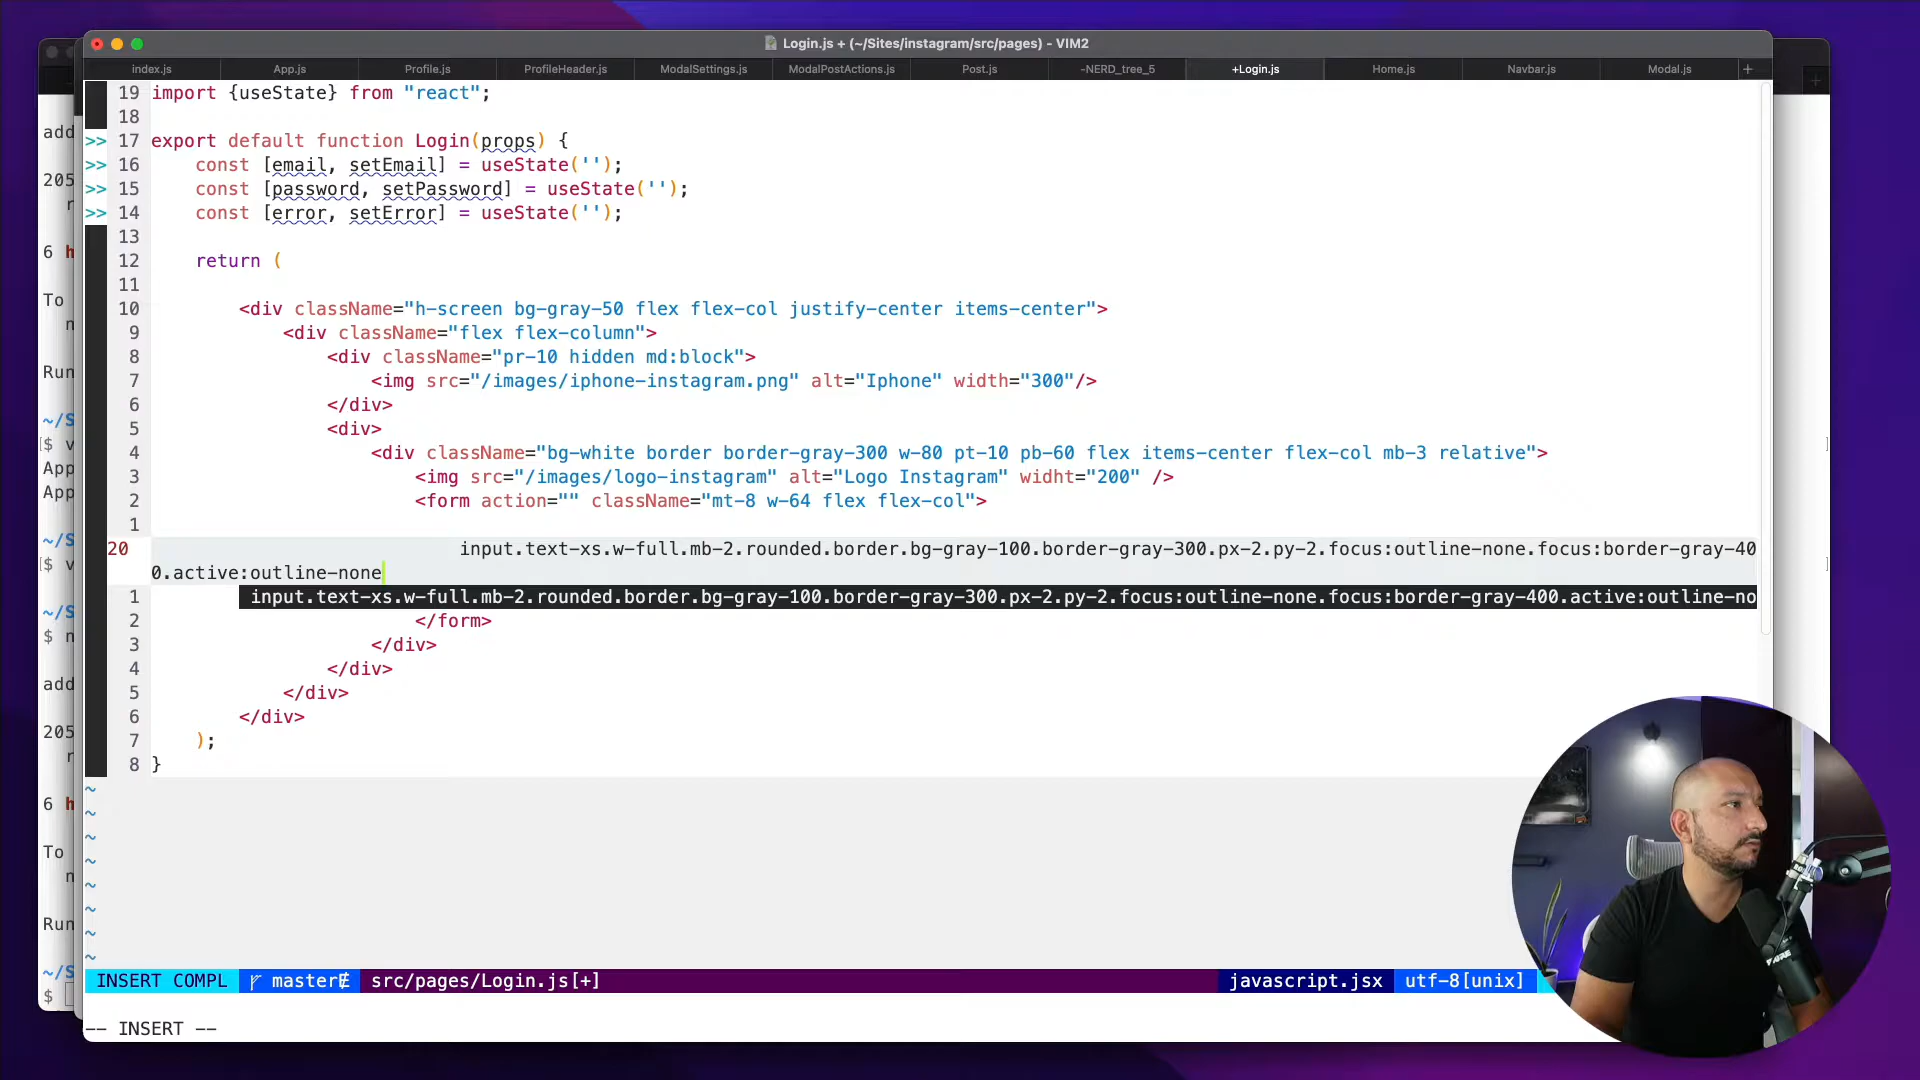 Login.js + (~/Sites/instagram/src/pages) - VIM2
index.js App.js Profile.js ProfileHeader.js ModalSettings.js ModalPostActions.js Post.js -NERD_tree_5 +Login.js Home.js Navbar.js Modal.js +
19 import {useState} from "react";
18
>> 17 export default function Login(props) {
>> 16 const [email, setEmail] = useState('');
>> 15 const [password, setPassword] = useState('');
>> 14 const [error, setError] = useState('');
13
12 return (
11
10 <div className="h-screen bg-gray-50 flex flex-col justify-center items-center">
9 <div className="flex flex-column">
8 <div className="pr-10 hidden md:block">
7 <img src="/images/iphone-instagram.png" alt="Iphone" width="300"/>
6 </div>
5 <div>
4 <div className="bg-white border border-gray-300 w-80 pt-10 pb-60 flex items-center flex-col mb-3 relative">
3 <img src="/images/logo-instagram" alt="Logo Instagram" widht="200" />
2 <form action="" className="mt-8 w-64 flex flex-col">
1
20 input.text-xs.w-full.mb-2.rounded.border.bg-gray-100.border-gray-300.px-2.py-2.focus:outline-none.focus:border-gray-40
0.active:outline-none
1 input.text-xs.w-full.mb-2.rounded.border.bg-gray-100.border-gray-300.px-2.py-2.focus:outline-none.focus:border-gray-400.active:outline-no
2 </form>
3 </div>
4 </div>
5 </div>
6 </div>
7 );
8 }
~
~
~
~
~
~
~
~
INSERT COMPL master src/pages/Login.js[+] javascript.jsx utf-8[unix]
-- INSERT --
add
205
r
6 h
To
n
Run
~/S
[$ v
App
App
~/S
[$ v
~/S
$ n
add
205
r
6 h
To
n
Run
~/S
$